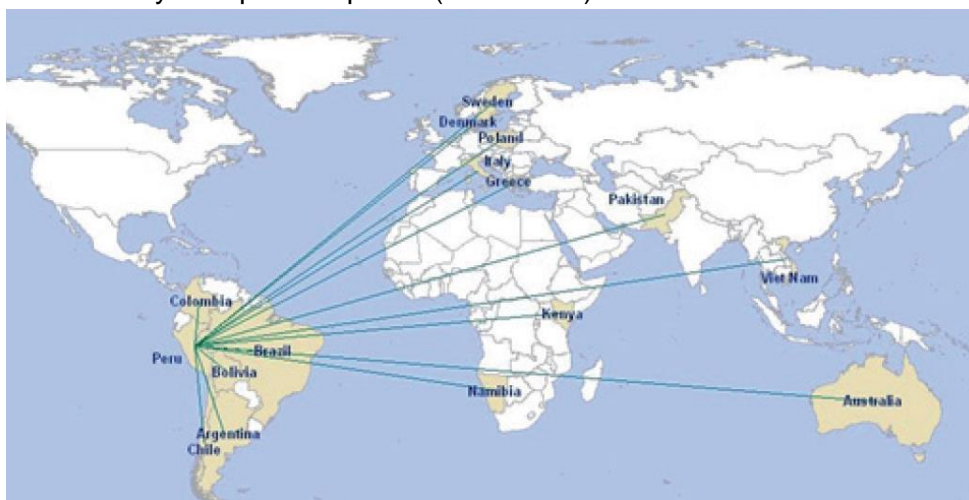 Sweden
Denmark
Poland
Italy
Greece
Pakistan
Viet Nam
Colombia
Kenya
Peru
Brazil
Bolivia
Namibia
Australia
Argentina
Chile